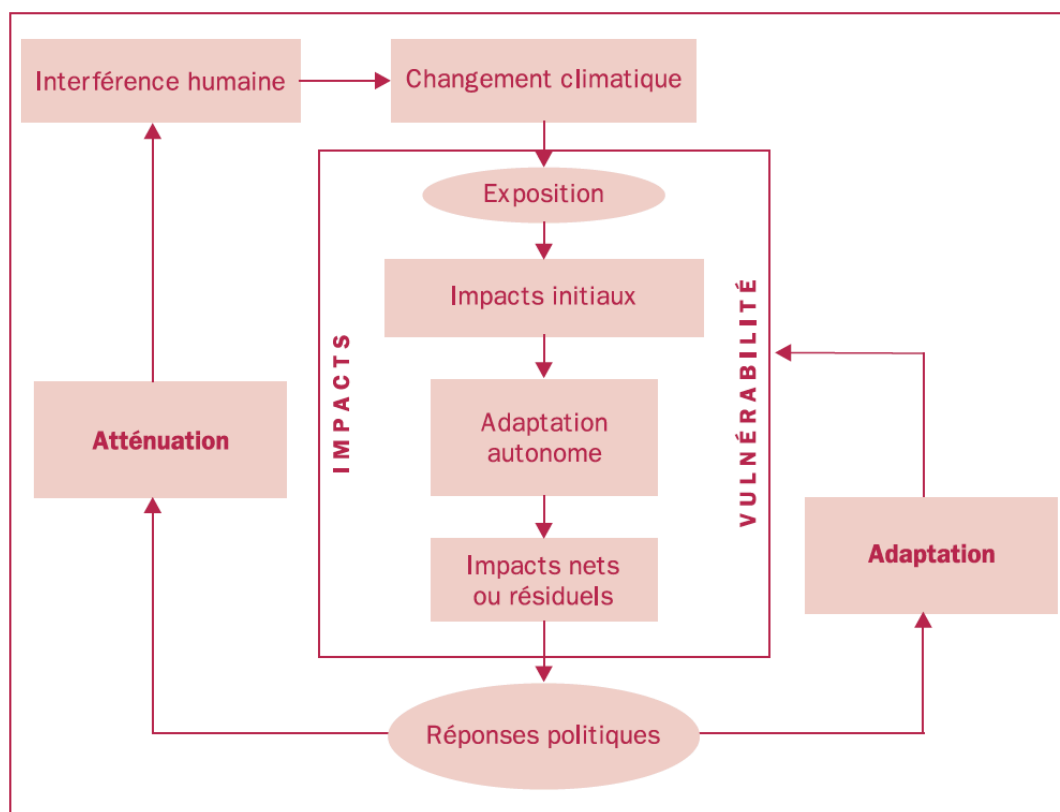 Interférence humaine
Changement climatique
Exposition
Impacts initiaux
IMPACTS
VULNÉRABILITÉ
Adaptation
autonome
Atténuation
Adaptation
Impacts nets
ou résiduels
Réponses politiques